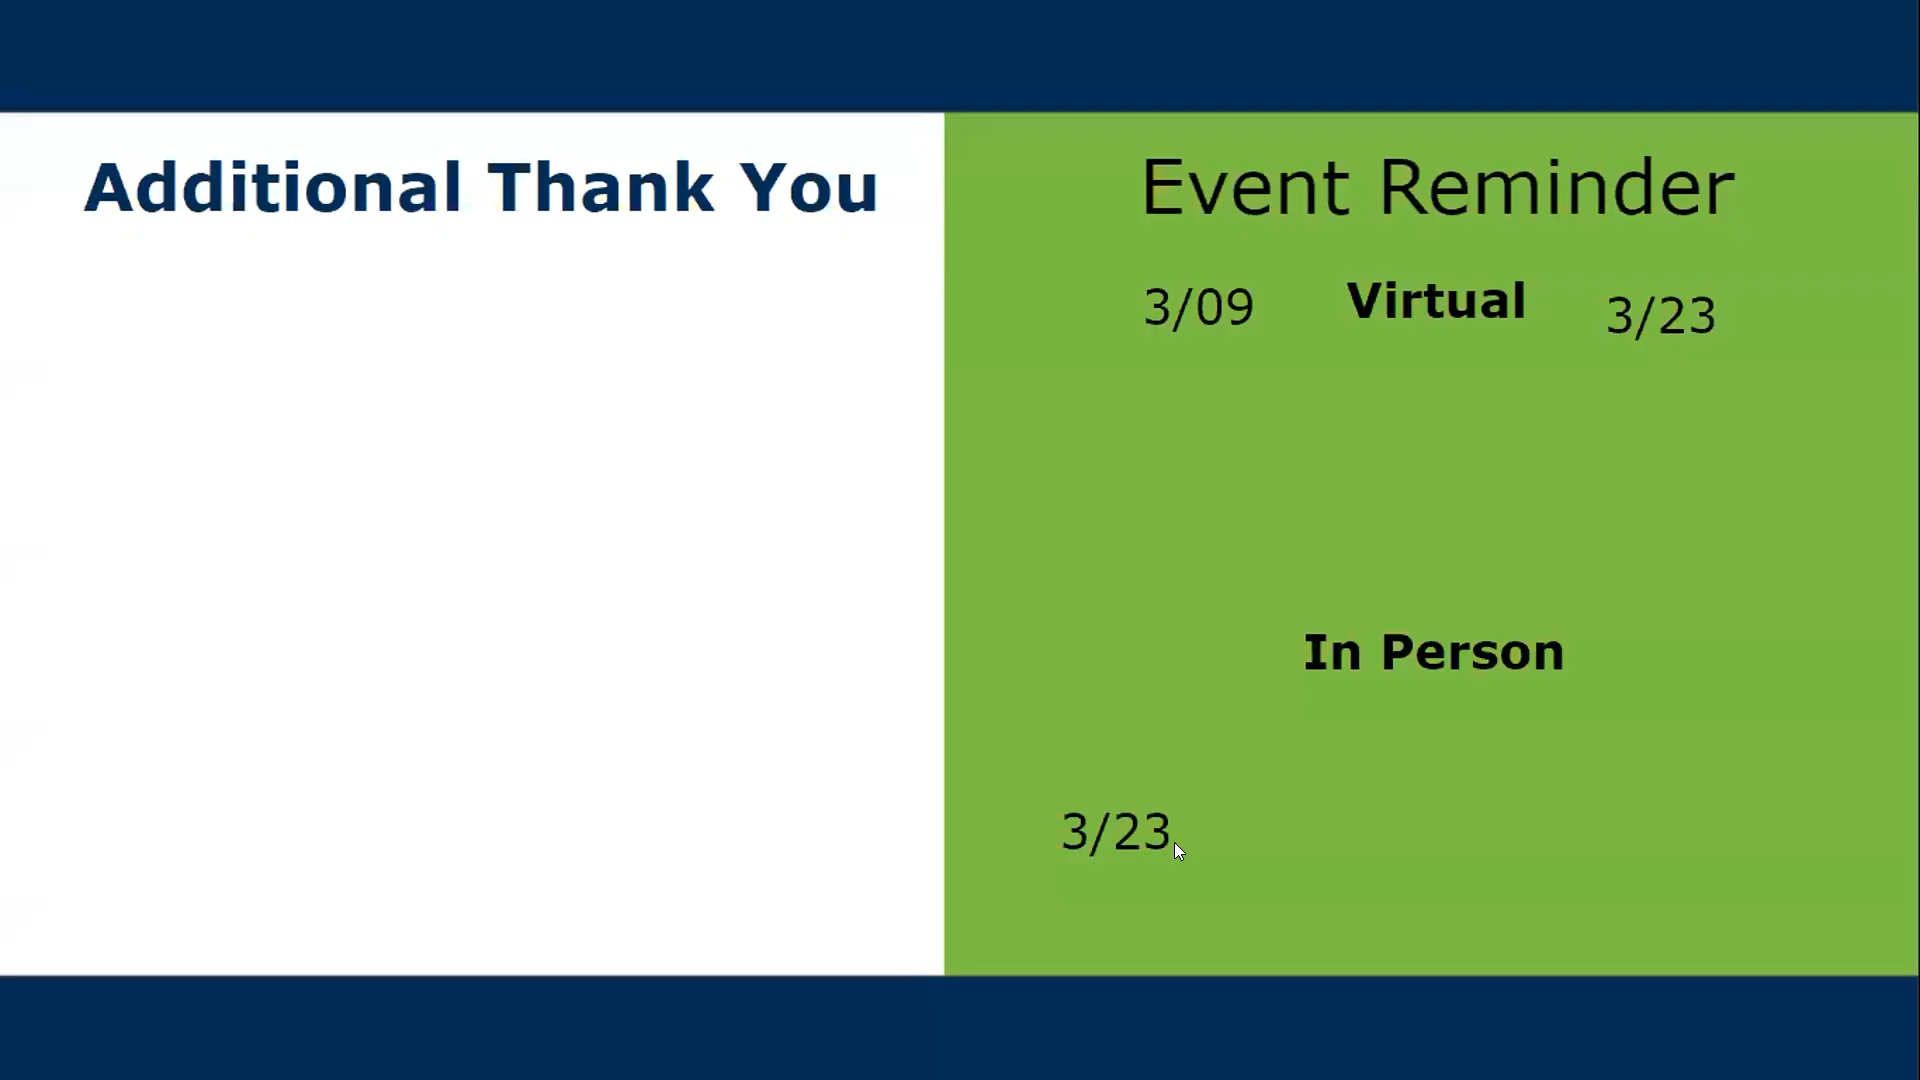 Additional Thank You
Event Reminder
3/09 Virtual 3/23
In Person
3/23